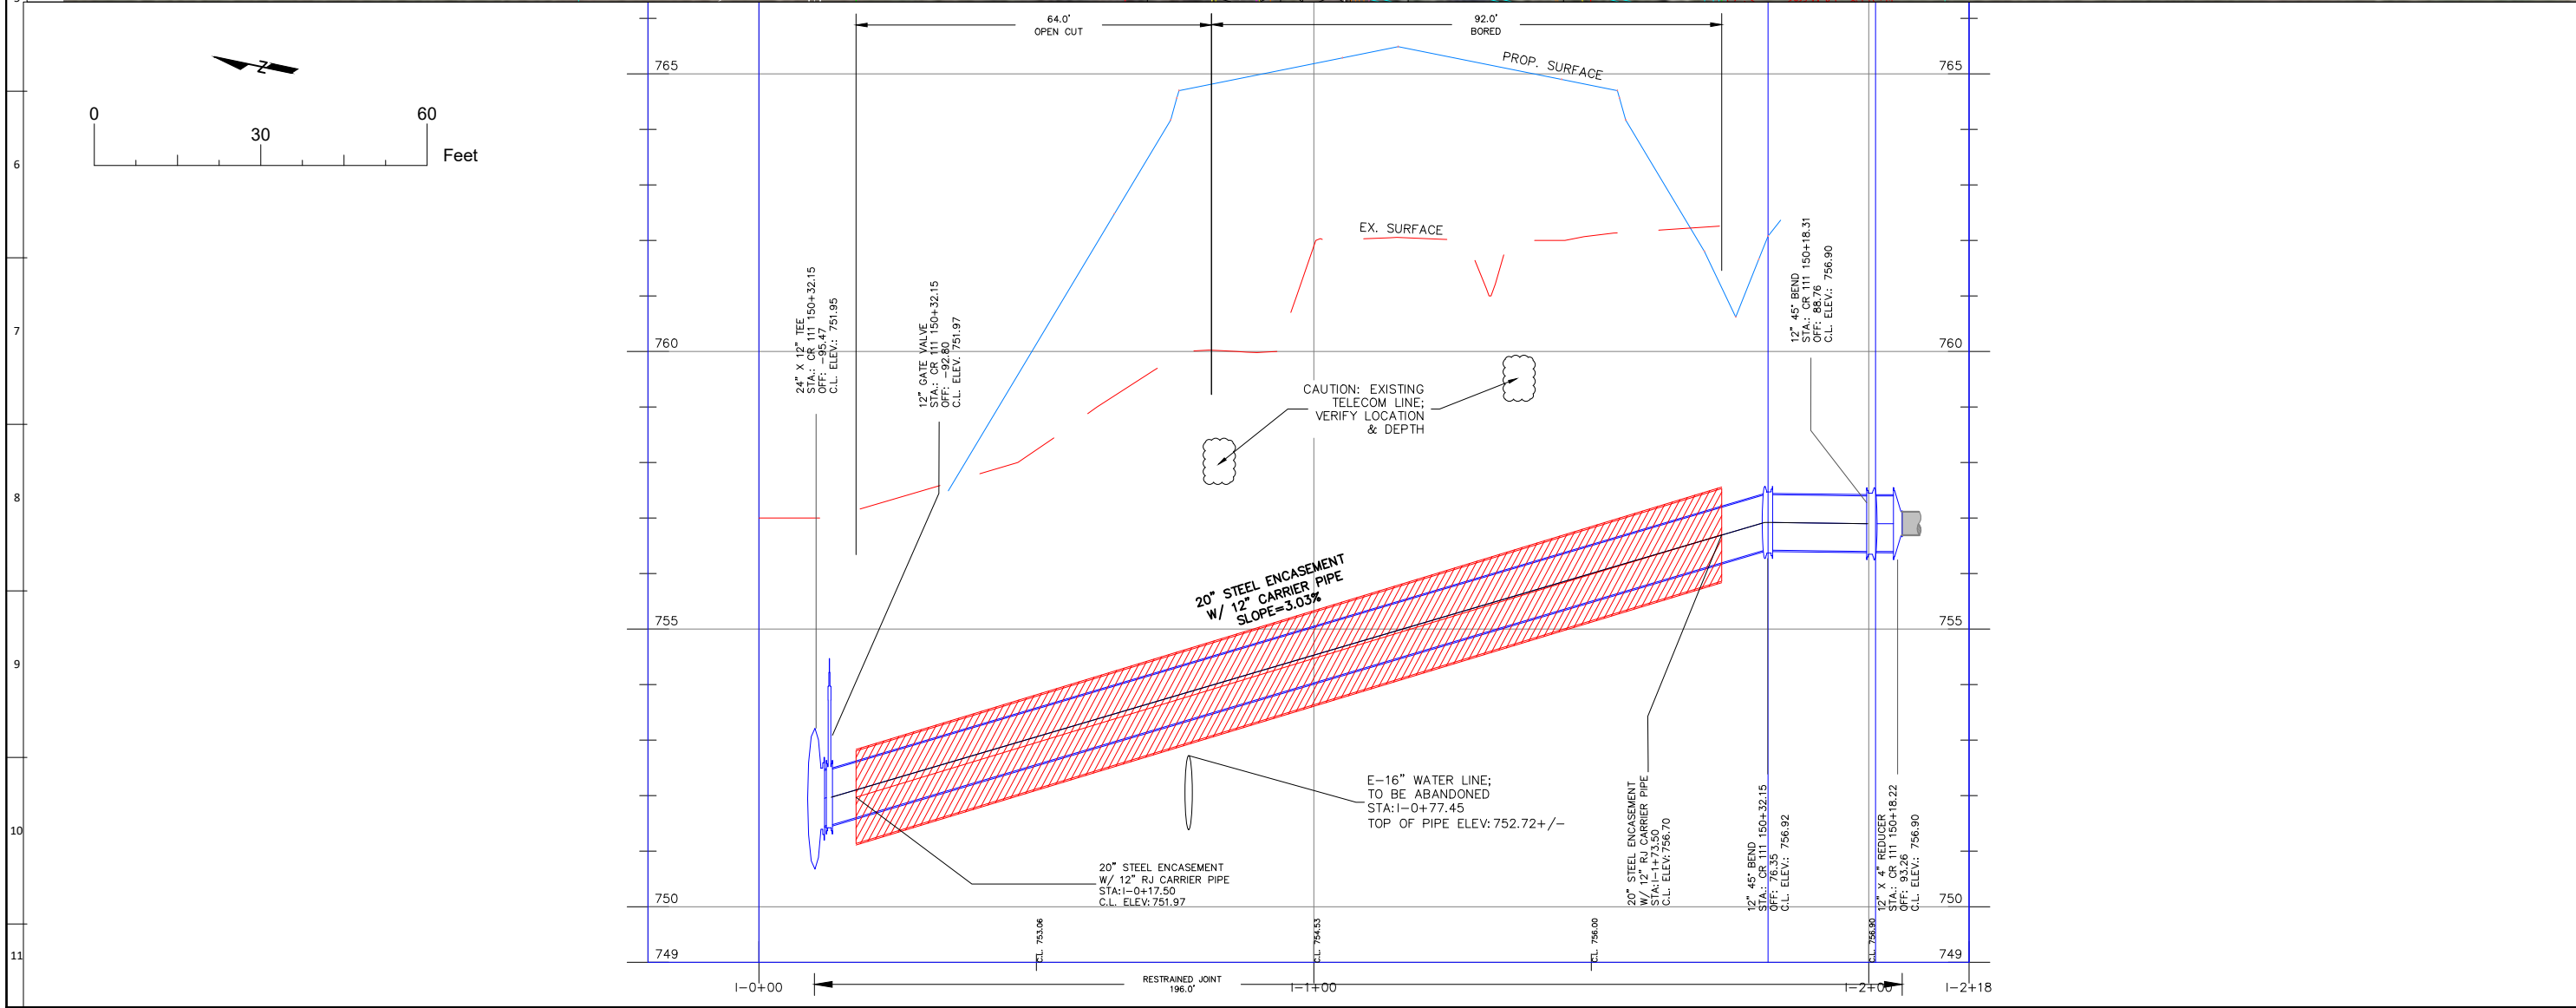 5
6
7
8
9
10
11
Z
0
30
60
Feet
64.0'
OPEN CUT
92.0'
BORED
765
765
PROP. SURFACE
EX. SURFACE
760
760
24" X 12" TEE
STA.: CR 111 150+32.15
OFF: -95.47
C.L. ELEV.: 751.95
12" GATE VALVE
STA.: CR 111 150+32.15
OFF: -92.80
C.L. ELEV. 751.97
12" 45° BEND
STA.: CR 111 150+18.31
OFF: 88.76
C.L. ELEV.: 756.90
CAUTION: EXISTING
TELECOM LINE;
VERIFY LOCATION
& DEPTH
20" STEEL ENCASEMENT
W/ 12" CARRIER PIPE
SLOPE=3.03%
755
755
E-16" WATER LINE;
TO BE ABANDONED
STA:I-0+77.45
TOP OF PIPE ELEV:752.72+/-
20" STEEL ENCASEMENT
W/ 12" RJ CARRIER PIPE
STA:I-0+17.50
C.L. ELEV:751.97
20" STEEL ENCASEMENT
W/ 12" RJ CARRIER PIPE
STA:I-1+73.50
C.L. ELEV:756.70
12" 45° BEND
STA.: CR 111 150+32.15
OFF: 76.35
C.L. ELEV.: 756.92
12" X 4" REDUCER
STA.: CR 111 150+18.22
OFF: 93.26
C.L. ELEV.: 756.90
750
750
C.L. 753.06
C.L. 754.53
C.L. 756.00
C.L. 756.90
749
749
RESTRAINED JOINT
196.0'
I-0+00
I-1+00
I-2+00
I-2+18